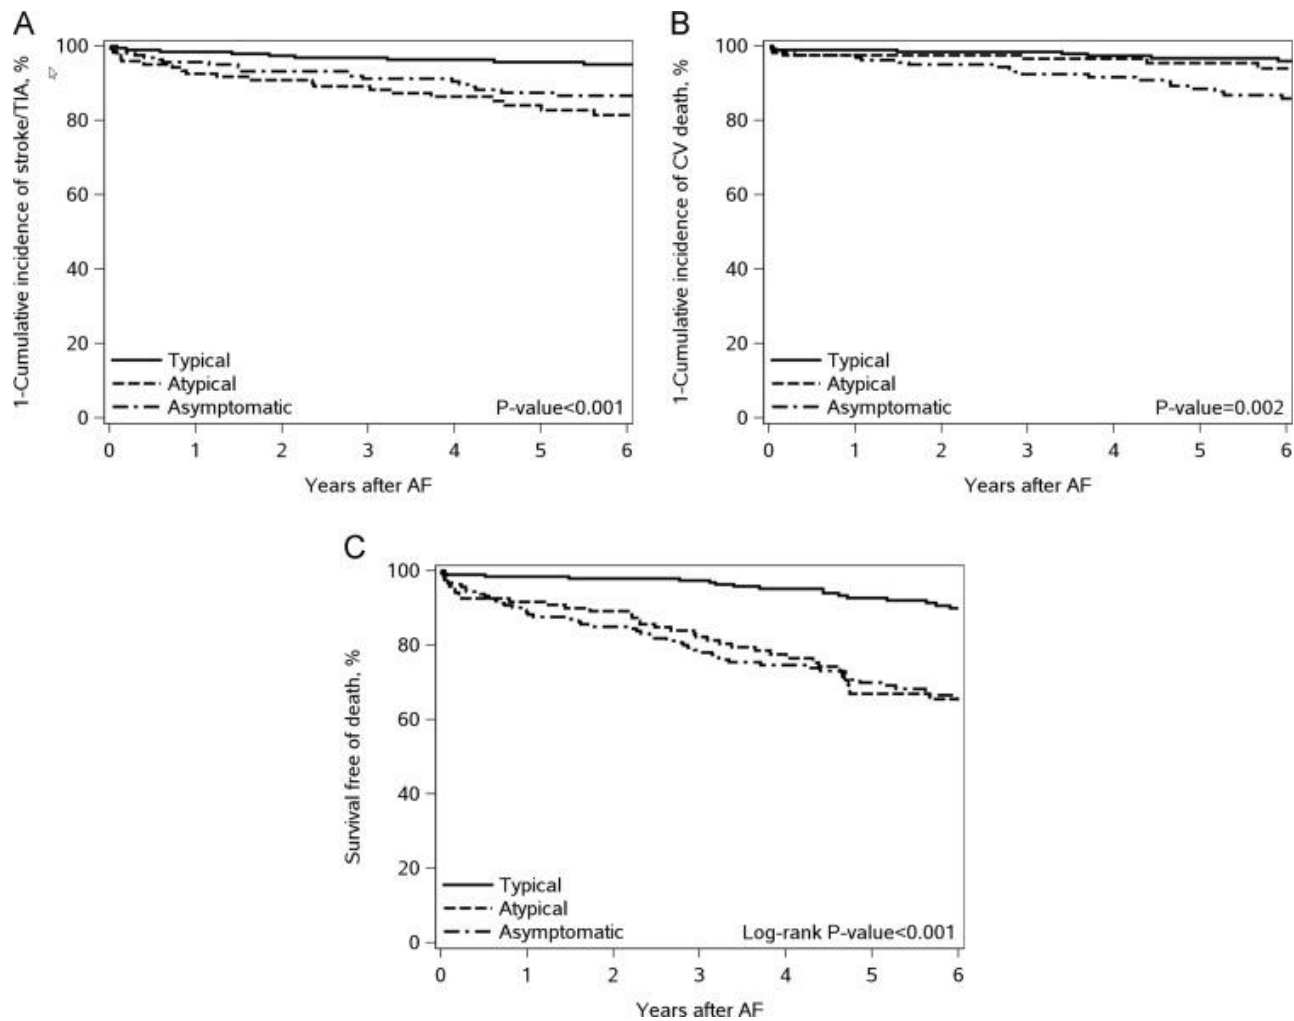 A
1-Cumulative incidence of stroke/TIA, %
100
80
60
40
20
0
Typical
Atypical
Asymptomatic
P-value<0.001
0 1 2 3 4 5 6
Years after AF
B
1-Cumulative incidence of CV death, %
100
80
60
40
20
0
Typical
Atypical
Asymptomatic
P-value=0.002
0 1 2 3 4 5 6
Years after AF
C
Survival free of death, %
100
80
60
40
20
0
Typical
Atypical
Asymptomatic
Log-rank P-value<0.001
0 1 2 3 4 5 6
Years after AF